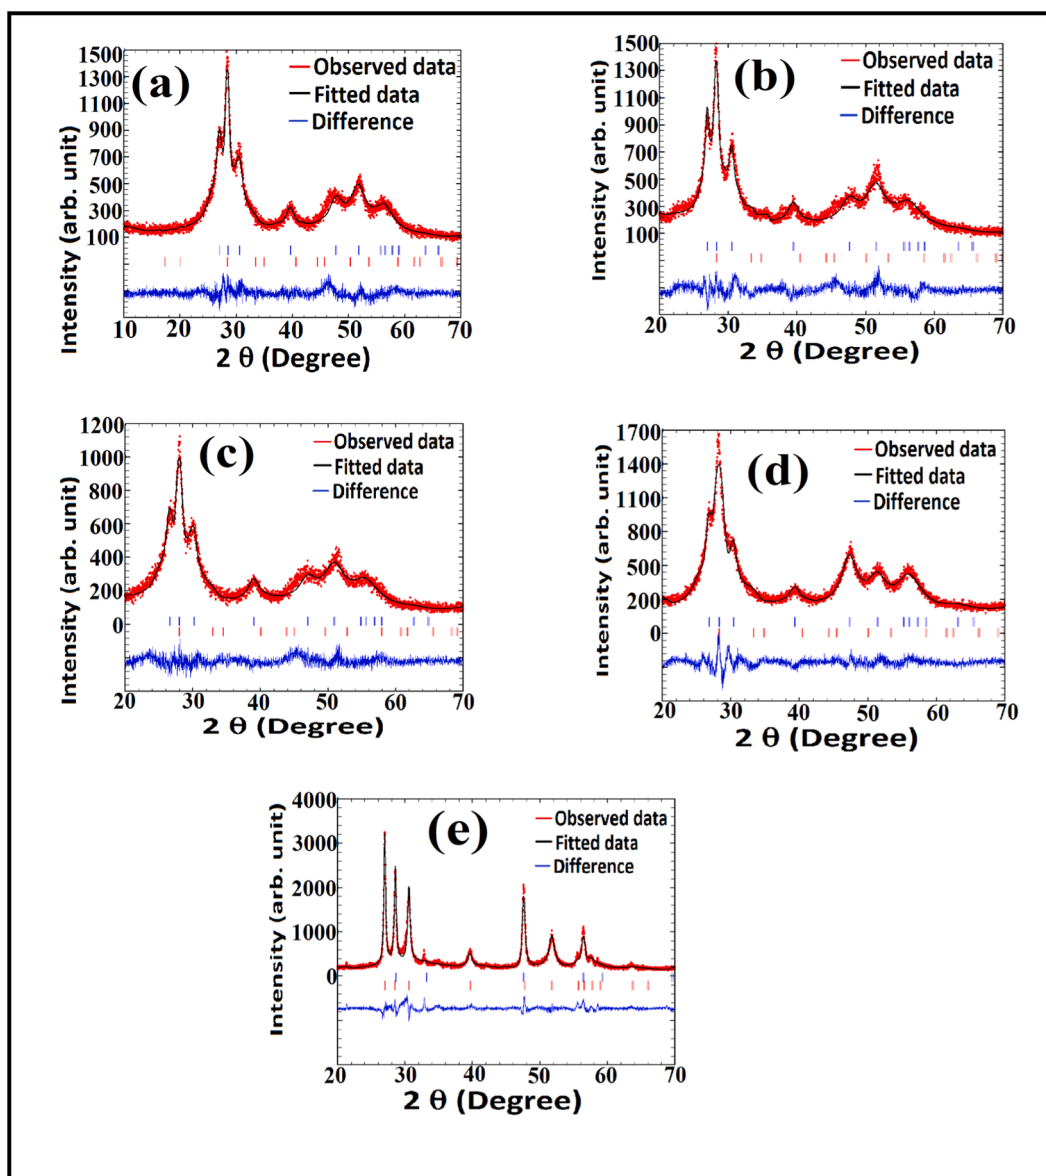 (a)
Observed data
Fitted data
Difference
Intensity (arb. unit)
1500
1300
1100
900
700
500
300
100
10 20 30 40 50 60 70
2 θ (Degree)
(b)
Observed data
Fitted data
Difference
Intensity (arb. unit)
1500
1300
1100
900
700
500
300
100
20 30 40 50 60 70
2 θ (Degree)
(c)
Observed data
Fitted data
Difference
Intensity (arb. unit)
1200
1000
800
600
400
200
0
20 30 40 50 60 70
2 θ (Degree)
(d)
Observed data
Fitted data
Difference
Intensity (arb. unit)
1700
1400
1100
800
500
200
0
20 30 40 50 60 70
2 θ (Degree)
(e)
Observed data
Fitted data
Difference
Intensity (arb. unit)
4000
3000
2000
1000
0
20 30 40 50 60 70
2 θ (Degree)